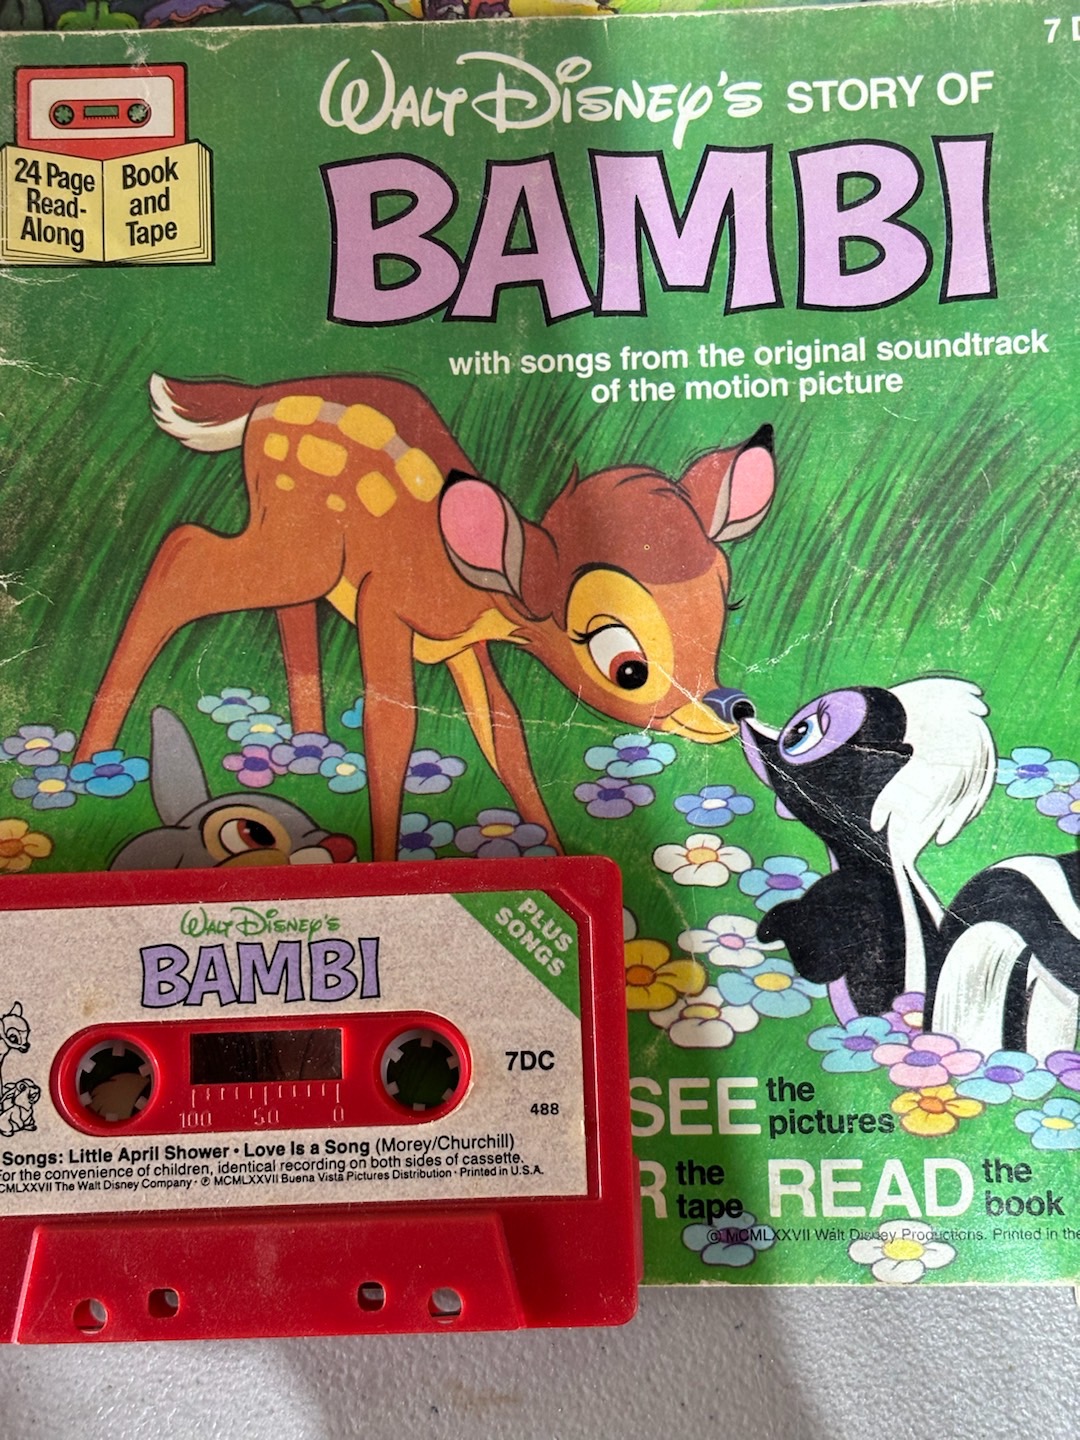 7 D
WALT DISNEY'S STORY OF
BAMBI
24 Page
Read-
Along
Book
and
Tape
with songs from the original soundtrack
of the motion picture
WALT DISNEY'S
BAMBI
PLUS
SONGS
7DC
488
100 50 0
Songs: Little April Shower • Love Is a Song (Morey/Churchill)
For the convenience of children, identical recording on both sides of cassette.
CMLXXVII The Walt Disney Company • ℗ MCMLXXVII Buena Vista Pictures Distribution • Printed in U.S.A.
SEE the
pictures
R the
tape
READ the
book
© MCMLXXVII Walt Disney Productions. Printed in the